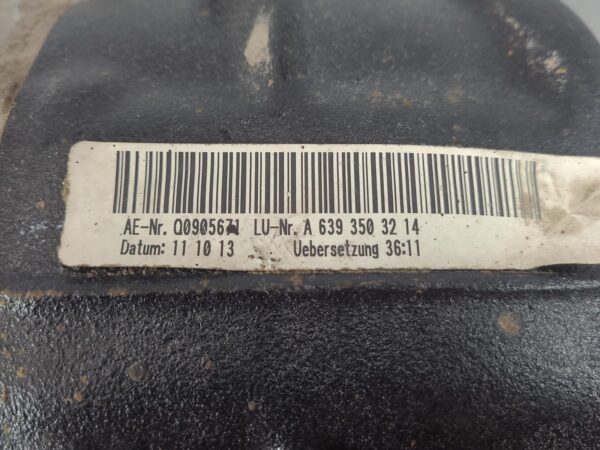 AE-Nr. Q0905671 LU-Nr. A 639 350 32 14
Datum: 11 10 13 Uebersetzung 36:11